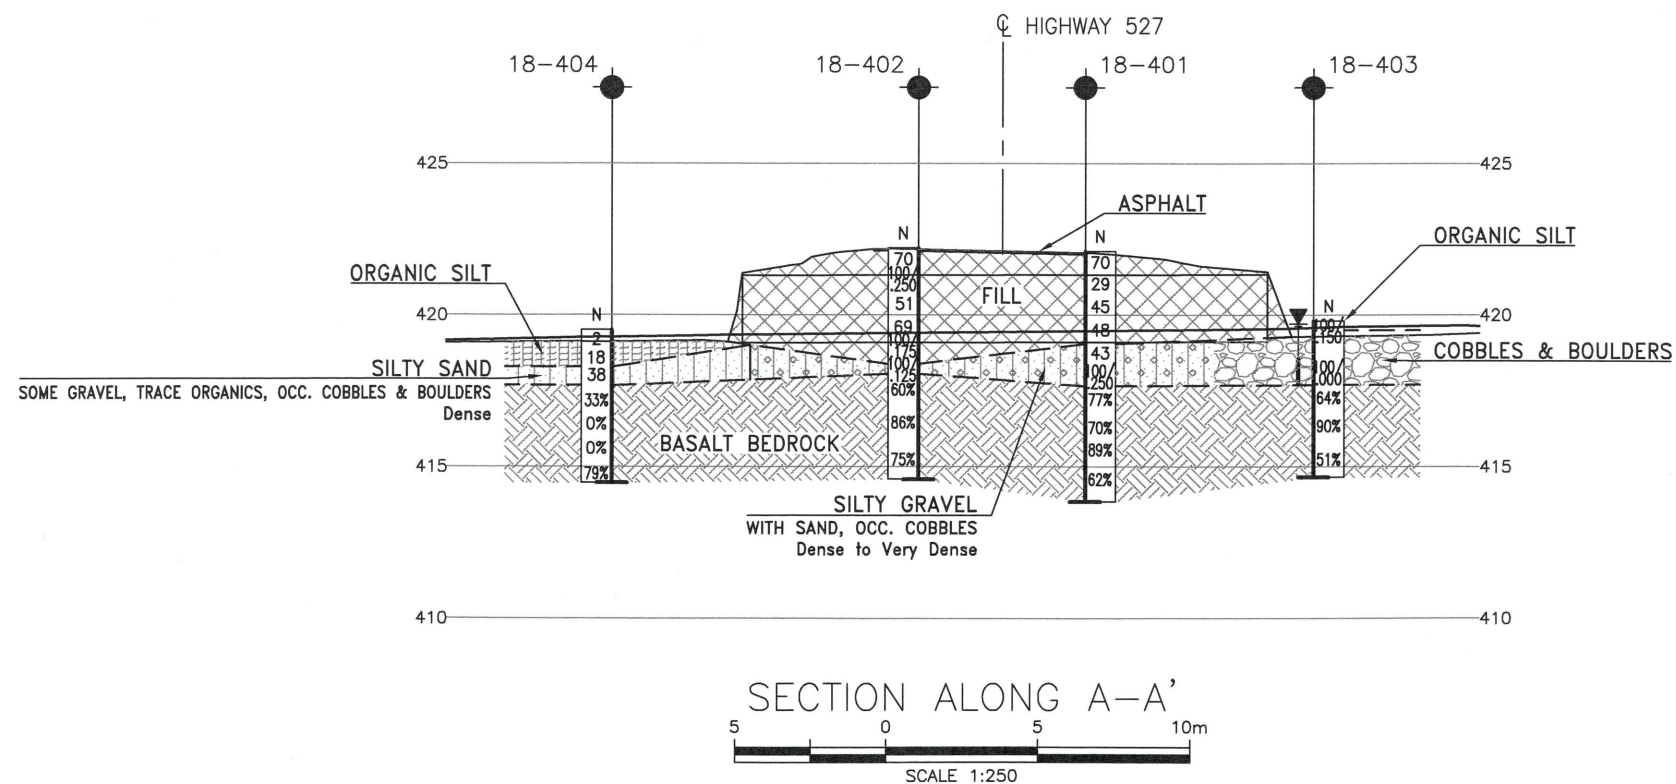 ℄ HIGHWAY 527
18-404
18-402
18-401
18-403
425
425
ASPHALT
ORGANIC SILT
ORGANIC SILT
420
420
FILL
N
2
18
38
33%
0%
0%
79%
N
70
100/
.250
51
69
100/
.175
100/
.125
60%
86%
75%
N
70
29
45
48
43
100/
.250
77%
70%
89%
62%
N
100/
.150
100/
.000
64%
90%
51%
COBBLES & BOULDERS
SILTY SAND
SOME GRAVEL, TRACE ORGANICS, OCC. COBBLES & BOULDERS
Dense
BASALT BEDROCK
415
415
SILTY GRAVEL
WITH SAND, OCC. COBBLES
Dense to Very Dense
410
410
SECTION ALONG A-A'
5 0 5 10m
SCALE 1:250